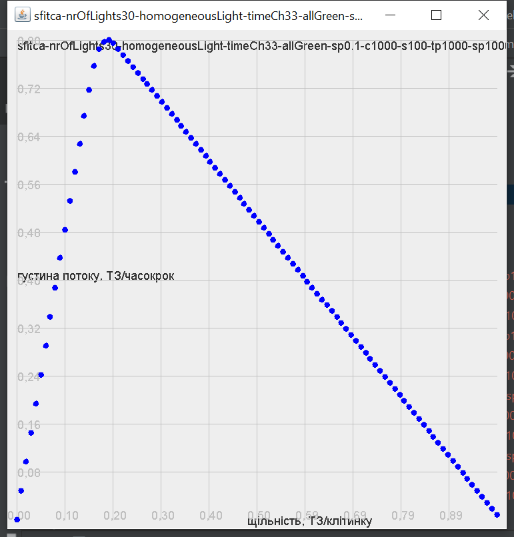 sfitca-nrOfLights30-homogeneousLight-timeCh33-allGreen-s...
sfitca-nrOfLights30-homogeneousLight-timeCh33-allGreen-sp0.1-c1000-s100-tp1000-sp100
0,80
0,72
0,64
0,56
0,48
густина потоку, ТЗ/часокрок
0,40
0,32
0,24
0,16
0,08
0,00 0,10 0,20 0,30 0,40 0,50 0,59 0,69 0,79 0,89
щільність, ТЗ/клітинку